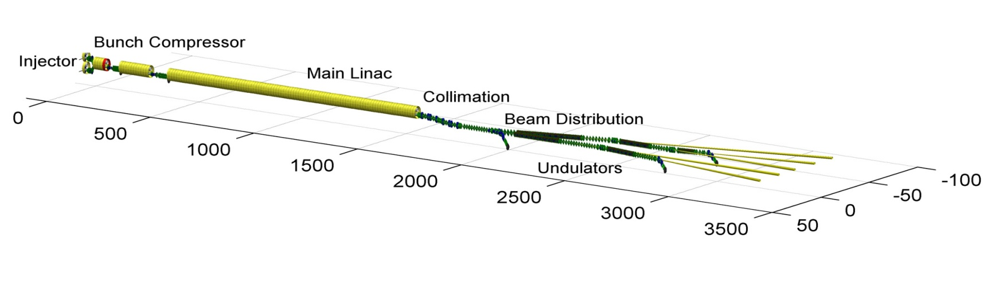 Bunch Compressor
Injector
Main Linac
Collimation
Beam Distribution
Undulators
0
500
1000
1500
2000
2500
3000
3500
50
0
-50
-100